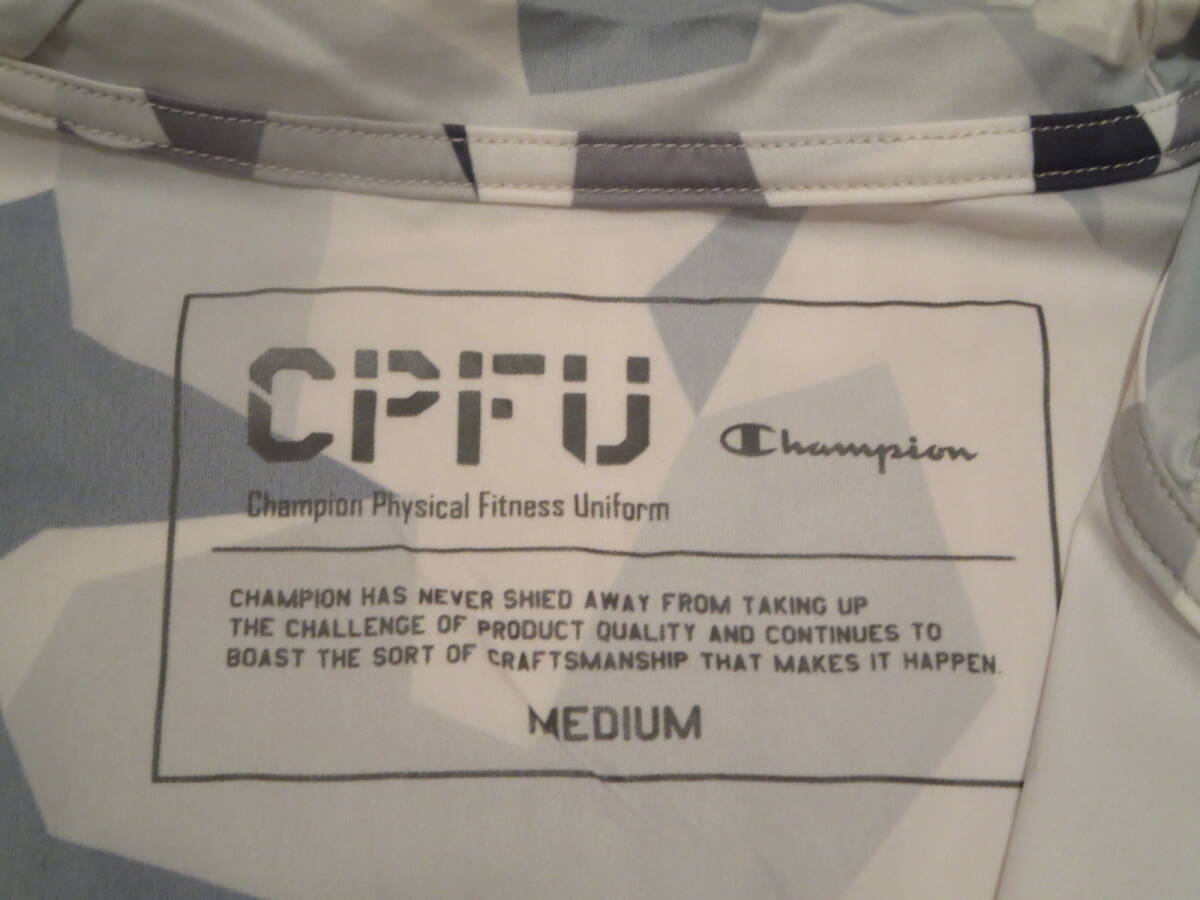 CPFU
Champion
Champion Physical Fitness Uniform
CHAMPION HAS NEVER SHIED AWAY FROM TAKING UP
THE CHALLENGE OF PRODUCT QUALITY AND CONTINUES TO
BOAST THE SORT OF CRAFTSMANSHIP THAT MAKES IT HAPPEN.
MEDIUM